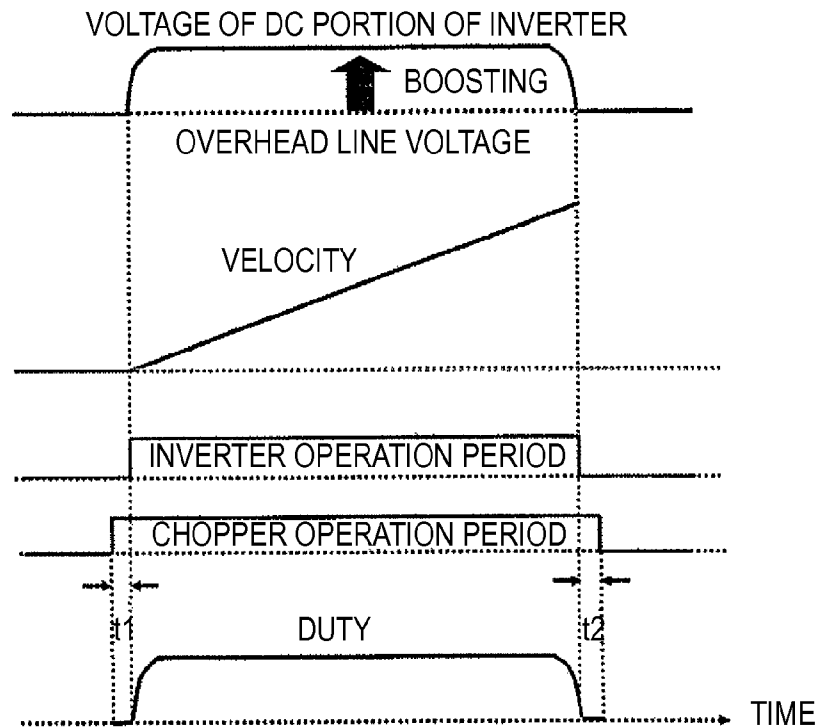 VOLTAGE OF DC PORTION OF INVERTER
BOOSTING
OVERHEAD LINE VOLTAGE
VELOCITY
INVERTER OPERATION PERIOD
CHOPPER OPERATION PERIOD
t1
DUTY
t2
TIME